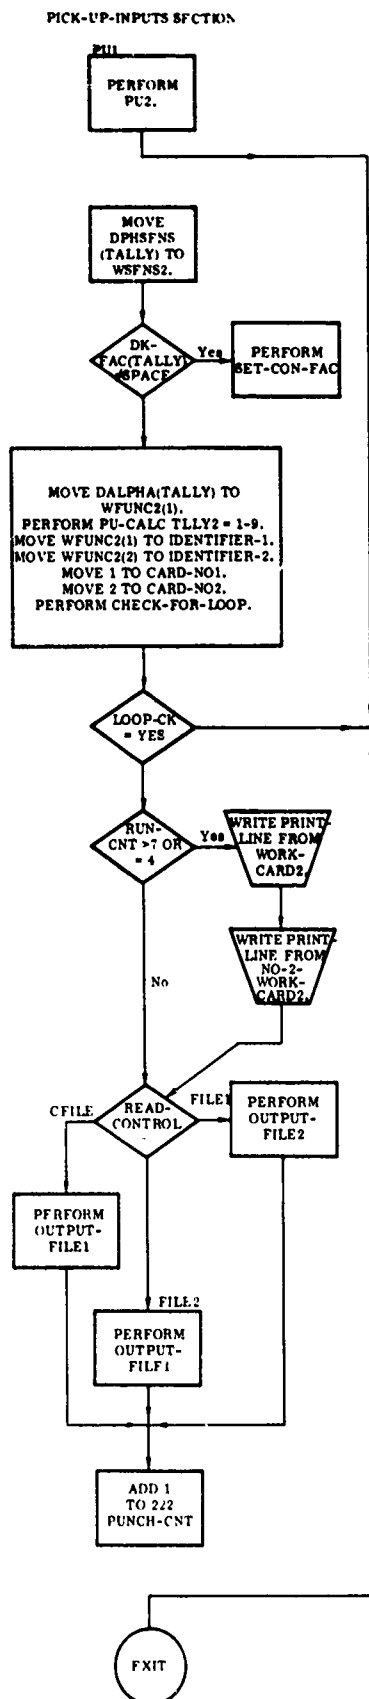 PICK-UP-INPUTS SECTION
PU1
PERFORM
PU2.
MOVE
DPHSFNS
(TALLY) TO
WSFNS2.
DK-
FAC(TALLY)
≠SPACE
Yes
PERFORM
SET-CON-FAC
MOVE DALPHA(TALLY) TO
WFUNC2(1).
PERFORM PU-CALC TLLY2 = 1-9.
MOVE WFUNC2(1) TO IDENTIFIER-1.
MOVE WFUNC2(2) TO IDENTIFIER-2.
MOVE 1 TO CARD-NO1.
MOVE 2 TO CARD-NO2.
PERFORM CHECK-FOR-LOOP.
LOOP-CK
= YES
RUN-
CNT >7 OR
= 4
Yes
WRITE PRINT-
LINE FROM
WORK-
CARD2.
WRITE PRINT-
LINE FROM
NO-2-
WORK-
CARD2.
No
CFILE
READ-
CONTROL
FILE1
PERFORM
OUTPUT-
FILE2
PERFORM
OUTPUT-
FILE1
FILE2
PERFORM
OUTPUT-
FILE1
ADD 1
TO 222
PUNCH-CNT
EXIT